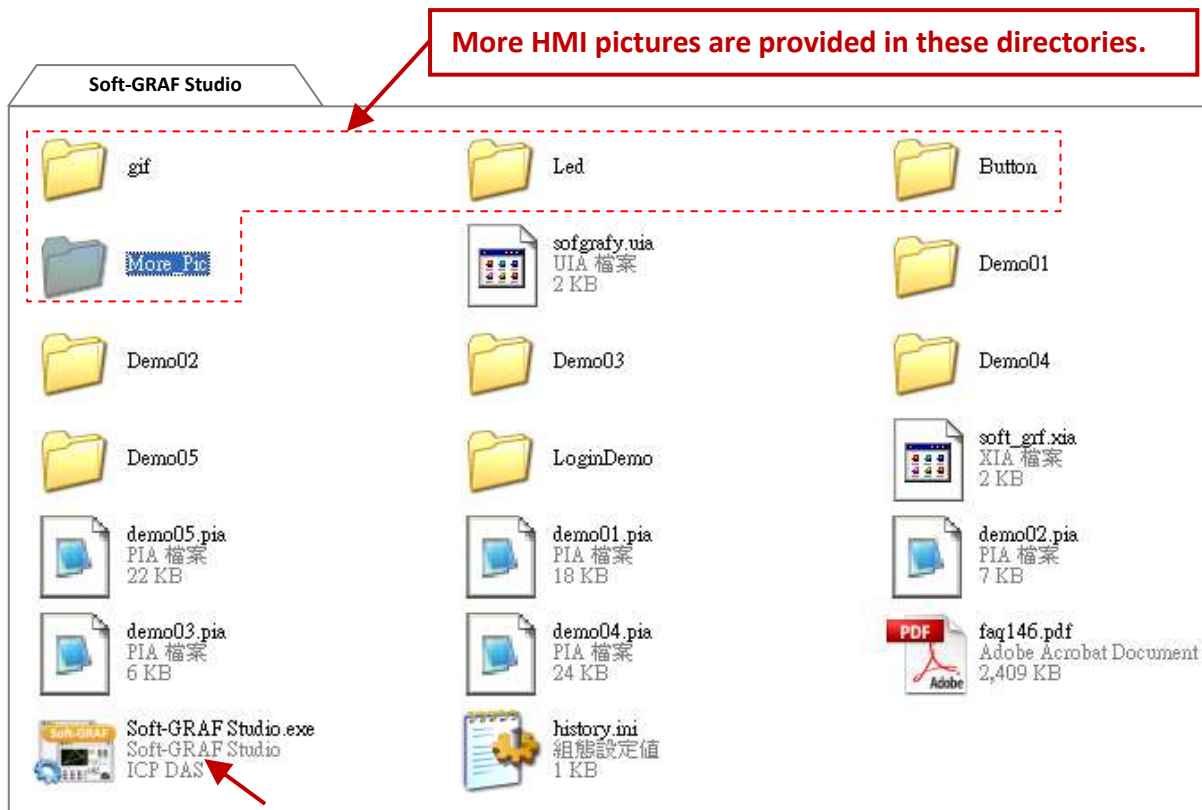 More HMI pictures are provided in these directories.
Soft-GRAF Studio
gif
Led
Button
More_Pic
sofgrafy.uia
UIA 檔案
2 KB
Demo01
Demo02
Demo03
Demo04
Demo05
LoginDemo
soft_grf.xia
XIA 檔案
2 KB
demo05.pia
PIA 檔案
22 KB
demo01.pia
PIA 檔案
18 KB
demo02.pia
PIA 檔案
7 KB
demo03.pia
PIA 檔案
6 KB
demo04.pia
PIA 檔案
24 KB
PDF
Adobe
faq146.pdf
Adobe Acrobat Document
2,409 KB
Soft-GRAF
Soft-GRAF Studio.exe
Soft-GRAF Studio
ICP DAS
history.ini
組態設定值
1 KB